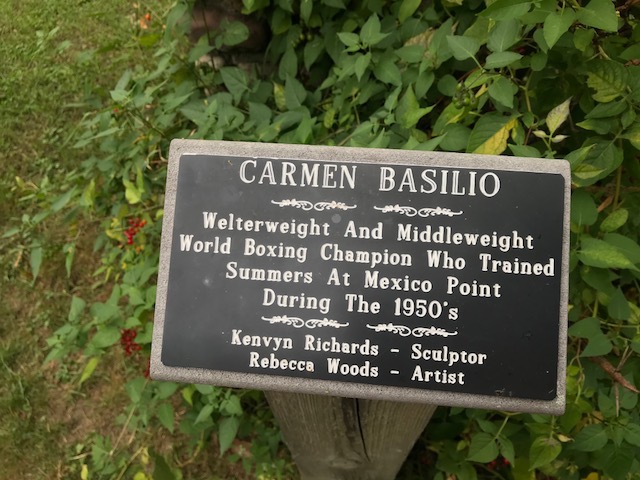 CARMEN BASILIO
Welterweight And Middleweight
World Boxing Champion Who Trained
Summers At Mexico Point
During The 1950's
Kenvyn Richards - Sculptor
Rebecca Woods - Artist